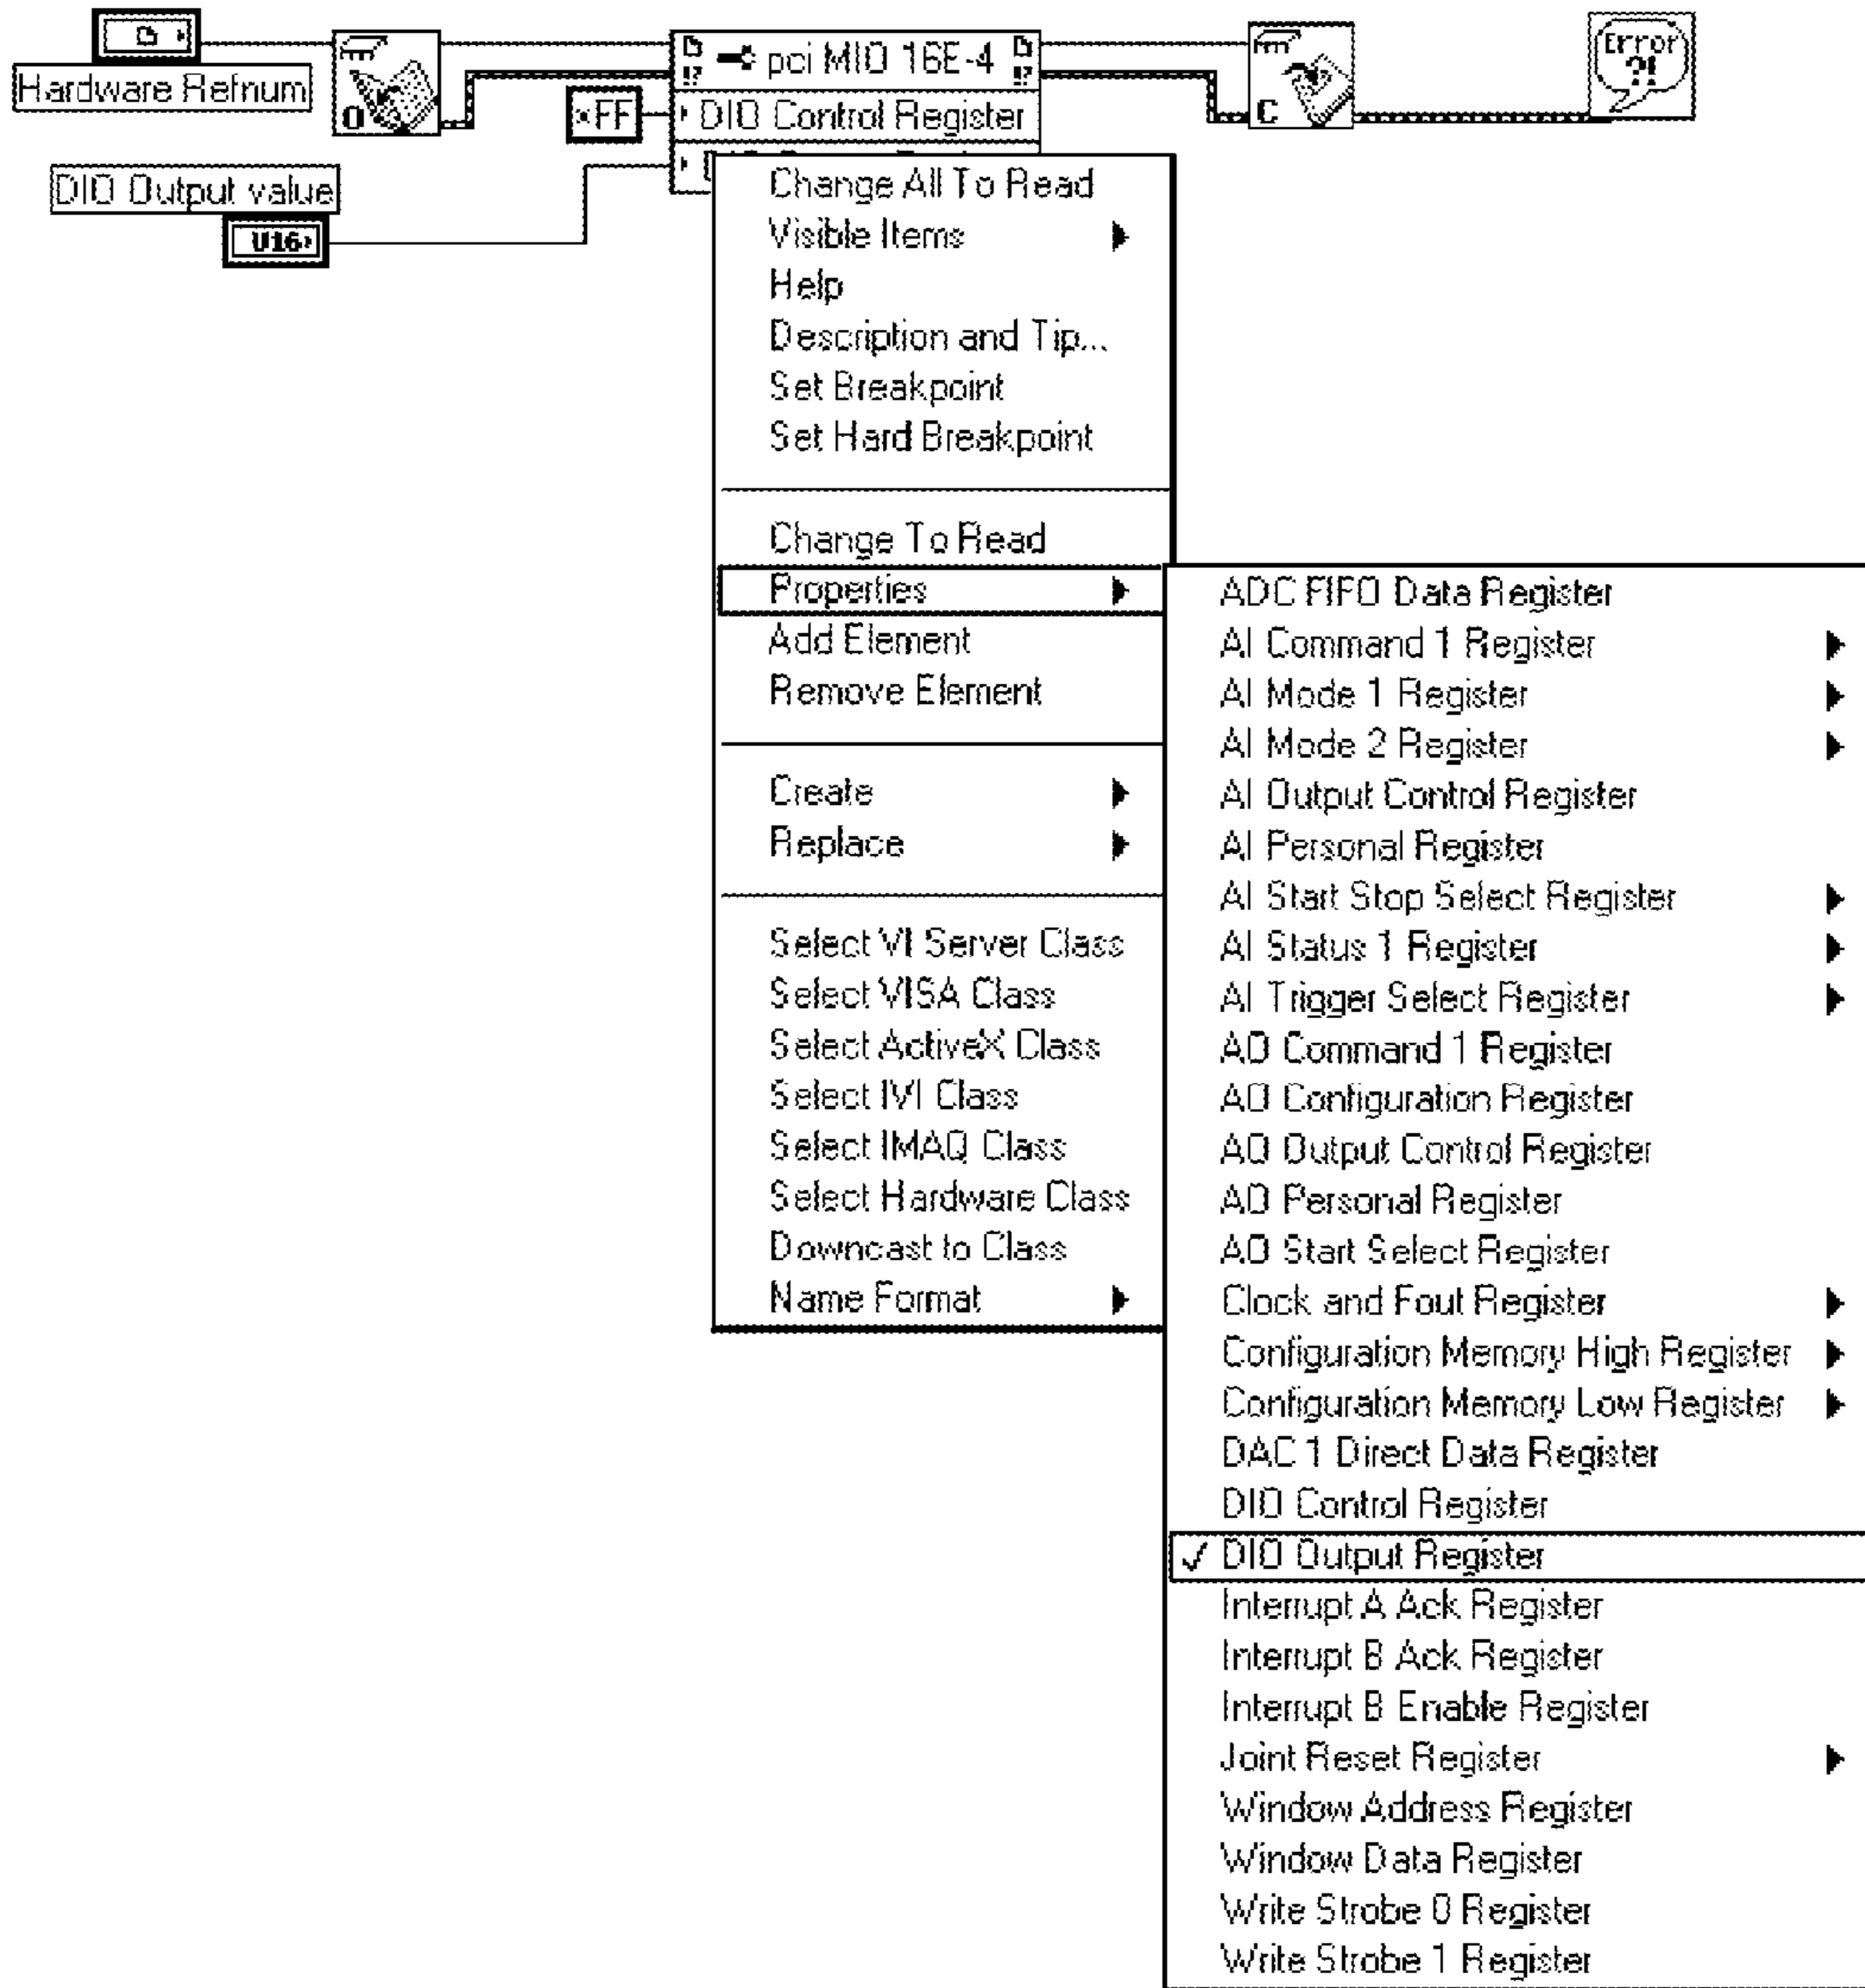 Hardware Refnum
O
pci MIO 16E-4
C
Error
?!
×FF
DIO Control Register
DIO Output value
U16
Change All To Read
Visible Items
Help
Description and Tip...
Set Breakpoint
Set Hard Breakpoint
Change To Read
Properties
Add Element
Remove Element
Create
Replace
Select VI Server Class
Select VISA Class
Select ActiveX Class
Select IVI Class
Select IMAQ Class
Select Hardware Class
Downcast to Class
Name Format
ADC FIFO Data Register
AI Command 1 Register
AI Mode 1 Register
AI Mode 2 Register
AI Output Control Register
AI Personal Register
AI Start Stop Select Register
AI Status 1 Register
AI Trigger Select Register
AO Command 1 Register
AO Configuration Register
AO Output Control Register
AO Personal Register
AO Start Select Register
Clock and Fout Register
Configuration Memory High Register
Configuration Memory Low Register
DAC 1 Direct Data Register
DIO Control Register
✓ DIO Output Register
Interrupt A Ack Register
Interrupt B Ack Register
Interrupt B Enable Register
Joint Reset Register
Window Address Register
Window Data Register
Write Strobe 0 Register
Write Strobe 1 Register